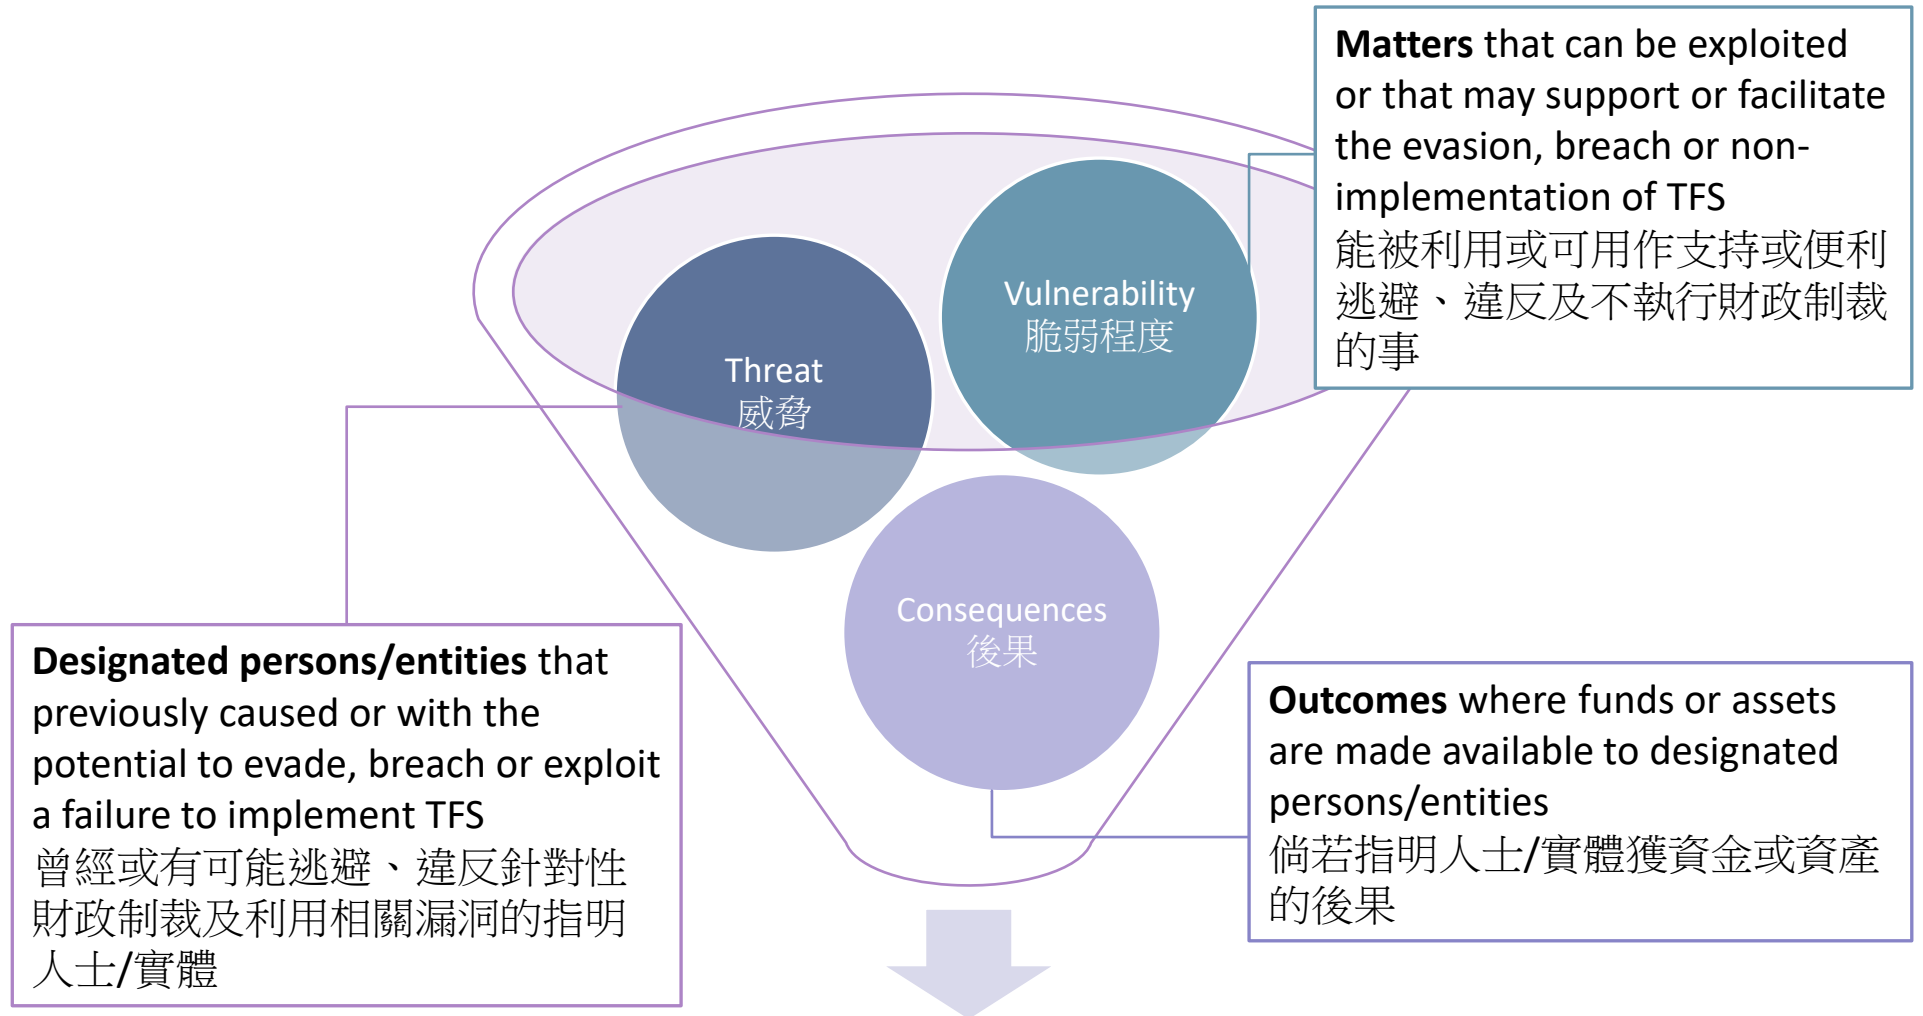 Matters that can be exploited
or that may support or facilitate
the evasion, breach or non-
implementation of TFS
能被利用或可用作支持或便利
逃避、違反及不執行財政制裁
的事
Vulnerability
脆弱程度
Threat
威脅
Consequences
後果
Designated persons/entities that
previously caused or with the
potential to evade, breach or exploit
a failure to implement TFS
曾經或有可能逃避、違反針對性
財政制裁及利用相關漏洞的指明
人士/實體
Outcomes where funds or assets
are made available to designated
persons/entities
倘若指明人士/實體獲資金或資產
的後果